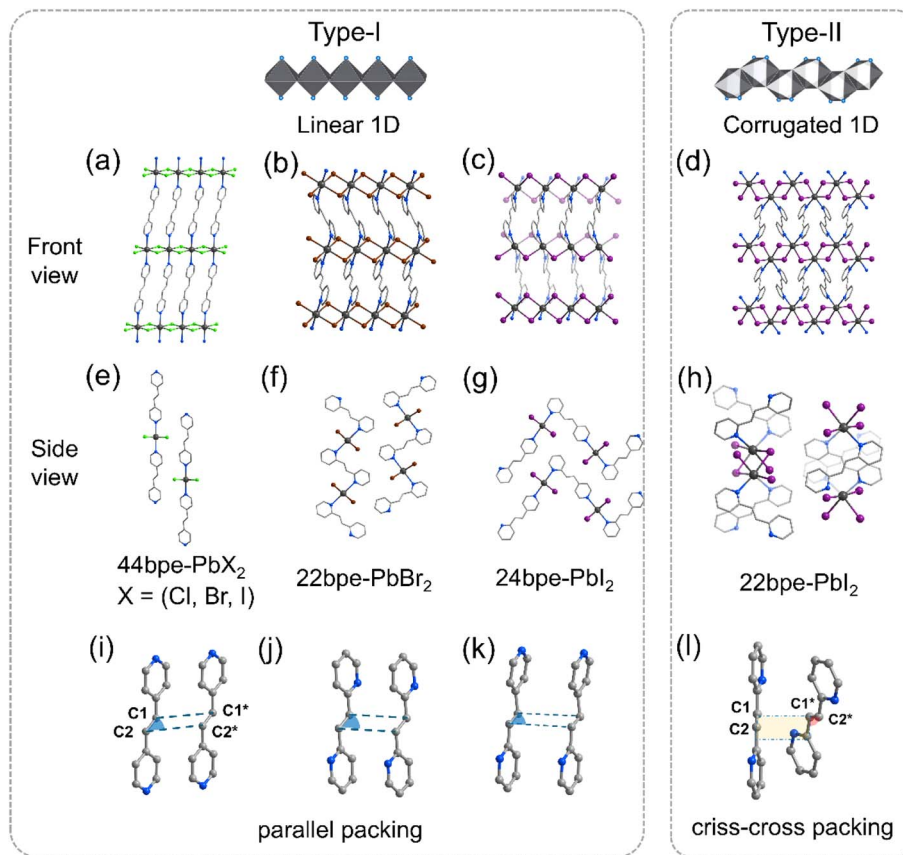 Type-I
Type-II
Linear 1D
Corrugated 1D
(a)
(b)
(c)
(d)
Front
view
(e)
(f)
(g)
(h)
Side
view
44bpe-PbX₂
X = (Cl, Br, I)
22bpe-PbBr₂
24bpe-PbI₂
22bpe-PbI₂
(i)
(j)
(k)
(l)
C1
C1*
C2
C2*
C1
C1*
C2
C2*
parallel packing
criss-cross packing